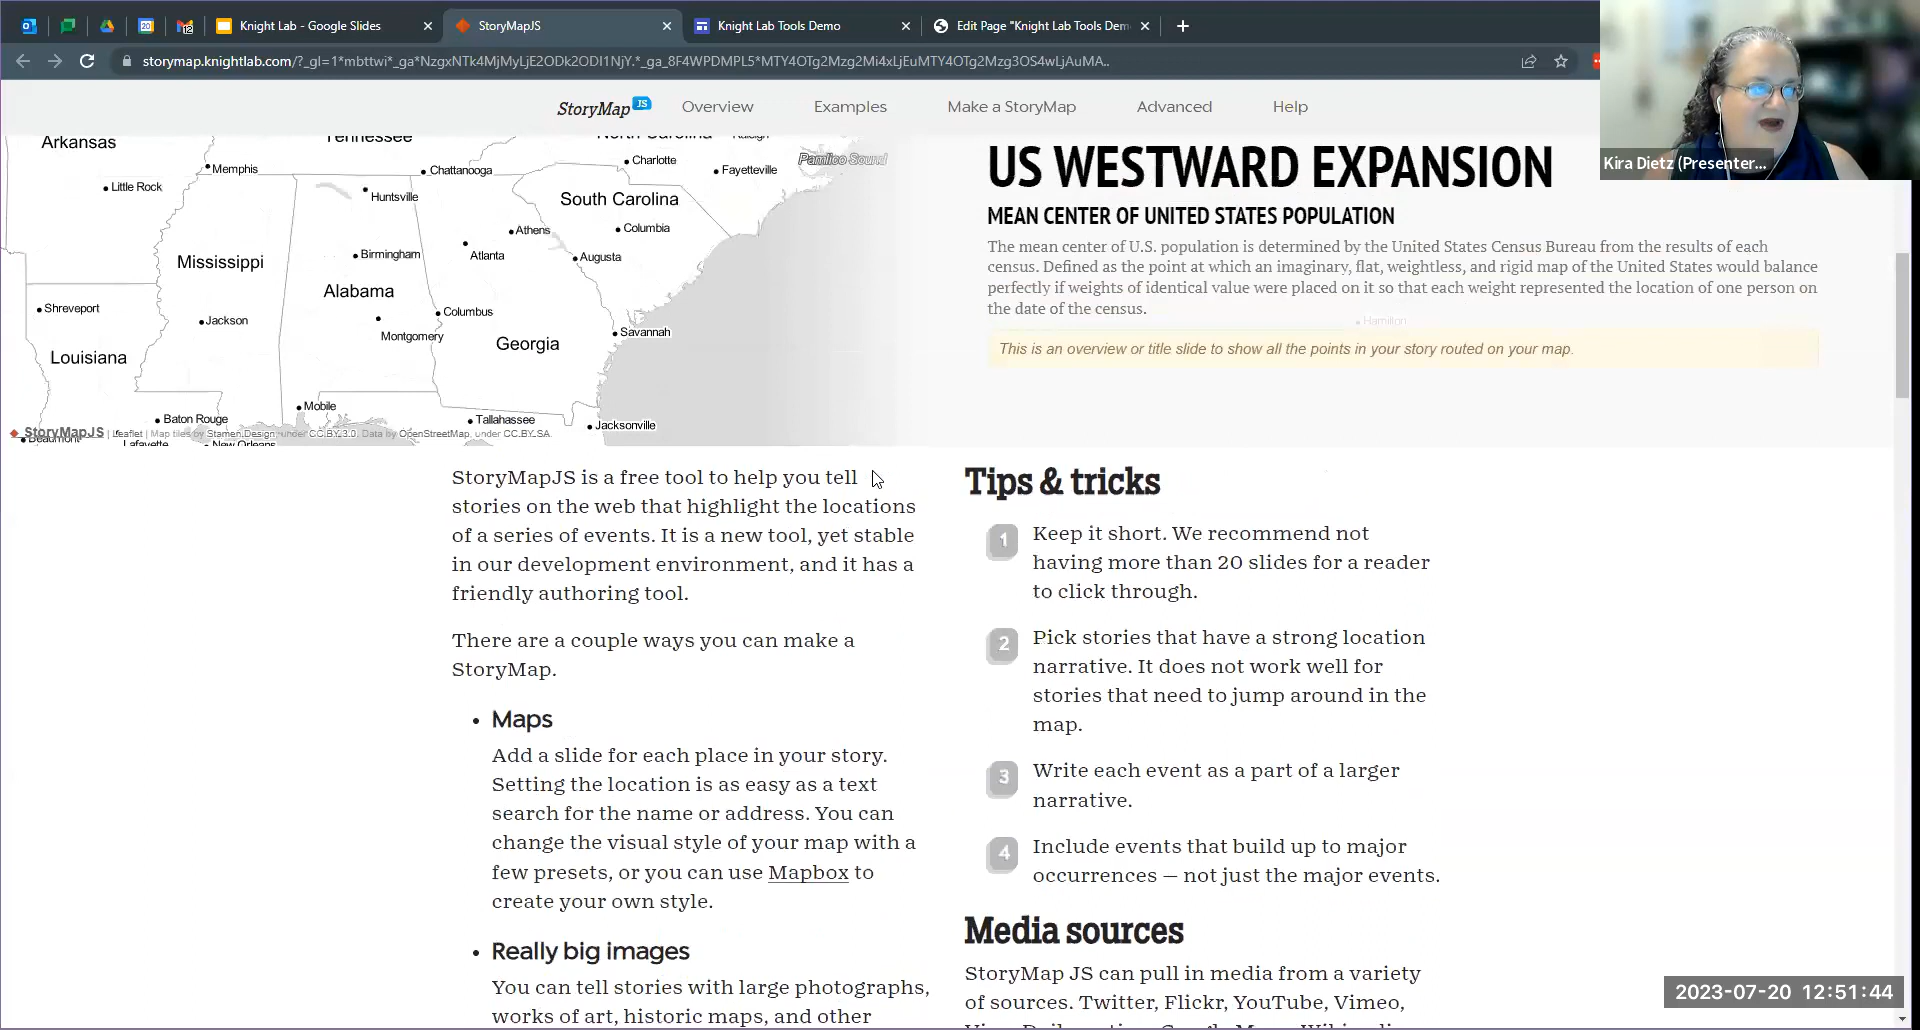 Knight Lab - Google Slides
StoryMapJS
Knight Lab Tools Demo
Edit Page "Knight Lab Tools Dem
storymap.knightlab.com/?_gl=1*mbttwi*_ga*NzgxNTk4MjMyLjE2ODk2ODI1NjY.*_ga_8F4WPDMPL5*MTY4OTg2Mzg2Mi4xLjEuMTY4OTg2Mzg3OS4wLjAuMA..
StoryMap JS
Overview
Examples
Make a StoryMap
Advanced
Help
Kira Dietz (Presenter...
Arkansas
Tennessee
North Carolina
Raleigh
Pamlico Sound
Memphis
Chattanooga
Charlotte
Fayetteville
Little Rock
Huntsville
South Carolina
Columbia
Athens
Birmingham
Atlanta
Augusta
Mississippi
Alabama
Shreveport
Jackson
Columbus
Montgomery
Savannah
Georgia
Louisiana
Mobile
Baton Rouge
Tallahassee
Jacksonville
Beaumont
Lafayette
New Orleans
StoryMapJS | Leaflet | Map tiles by Stamen Design, under CC BY 3.0. Data by OpenStreetMap, under CC BY SA.
US WESTWARD EXPANSION
MEAN CENTER OF UNITED STATES POPULATION
The mean center of U.S. population is determined by the United States Census Bureau from the results of each
census. Defined as the point at which an imaginary, flat, weightless, and rigid map of the United States would balance
perfectly if weights of identical value were placed on it so that each weight represented the location of one person on
the date of the census.
Hamilton
This is an overview or title slide to show all the points in your story routed on your map.
StoryMapJS is a free tool to help you tell
stories on the web that highlight the locations
of a series of events. It is a new tool, yet stable
in our development environment, and it has a
friendly authoring tool.
There are a couple ways you can make a
StoryMap.
• Maps
Add a slide for each place in your story.
Setting the location is as easy as a text
search for the name or address. You can
change the visual style of your map with a
few presets, or you can use Mapbox to
create your own style.
• Really big images
You can tell stories with large photographs,
works of art, historic maps, and other
Tips & tricks
1 Keep it short. We recommend not
having more than 20 slides for a reader
to click through.
2 Pick stories that have a strong location
narrative. It does not work well for
stories that need to jump around in the
map.
3 Write each event as a part of a larger
narrative.
4 Include events that build up to major
occurrences — not just the major events.
Media sources
StoryMap JS can pull in media from a variety
of sources. Twitter, Flickr, YouTube, Vimeo,
2023-07-20 12:51:44